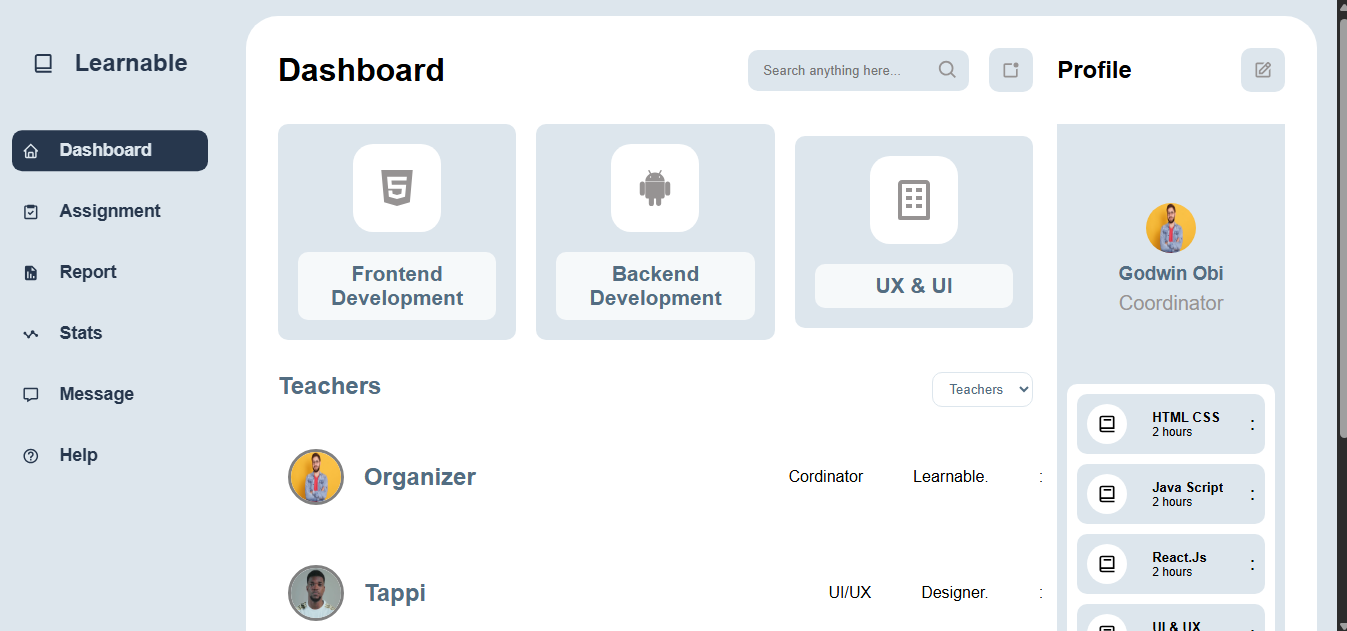 Learnable
Dashboard
Assignment
Report
Stats
Message
Help
Dashboard
Search anything here...
Frontend
Development
Backend
Development
UX & UI
Teachers
Teachers
Organizer
Cordinator
Learnable.
:
Tappi
UI/UX
Designer.
:
Profile
Godwin Obi
Coordinator
HTML CSS
2 hours
:
Java Script
2 hours
:
React.Js
2 hours
:
UI & UX